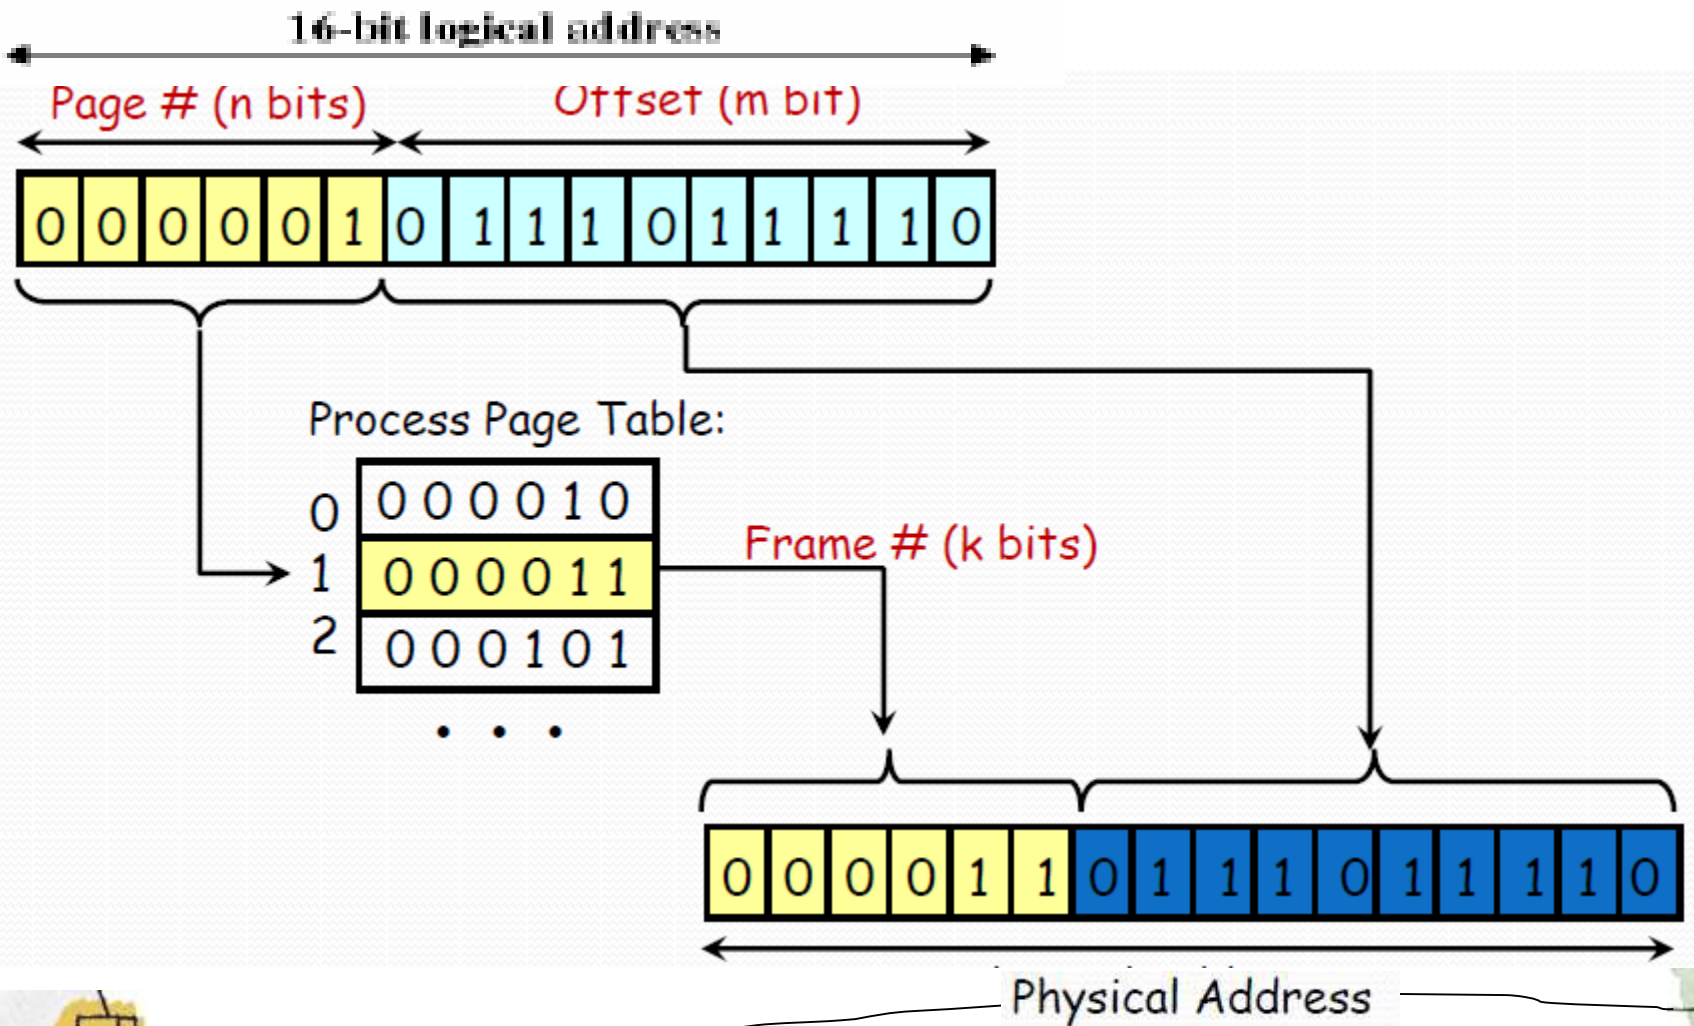 16-bit logical address
Page # (n bits) Offset (m bit)
0 0 0 0 0 1 0 1 1 1 0 1 1 1 1 0
Process Page Table:
0 0 0 0 0 1 0
Frame # (k bits)
1 0 0 0 0 1 1
2 0 0 0 1 0 1
. . .
0 0 0 0 1 1 0 1 1 1 0 1 1 1 1 0
Physical Address